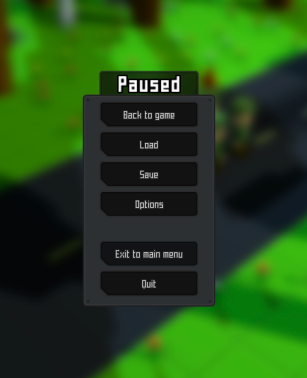 Paused
Back to game
Load
Save
Options
Exit to main menu
Quit